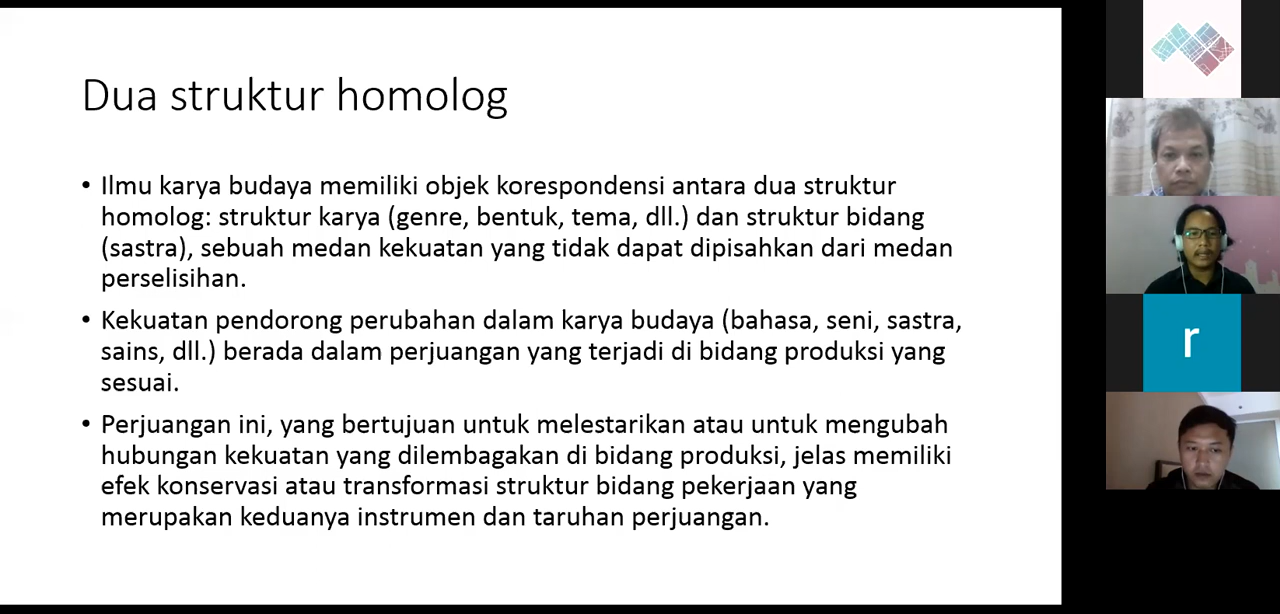 Dua struktur homolog
• Ilmu karya budaya memiliki objek korespondensi antara dua struktur
homolog: struktur karya (genre, bentuk, tema, dll.) dan struktur bidang
(sastra), sebuah medan kekuatan yang tidak dapat dipisahkan dari medan
perselisihan.
• Kekuatan pendorong perubahan dalam karya budaya (bahasa, seni, sastra,
sains, dll.) berada dalam perjuangan yang terjadi di bidang produksi yang
sesuai.
• Perjuangan ini, yang bertujuan untuk melestarikan atau untuk mengubah
hubungan kekuatan yang dilembagakan di bidang produksi, jelas memiliki
efek konservasi atau transformasi struktur bidang pekerjaan yang
merupakan keduanya instrumen dan taruhan perjuangan.
r